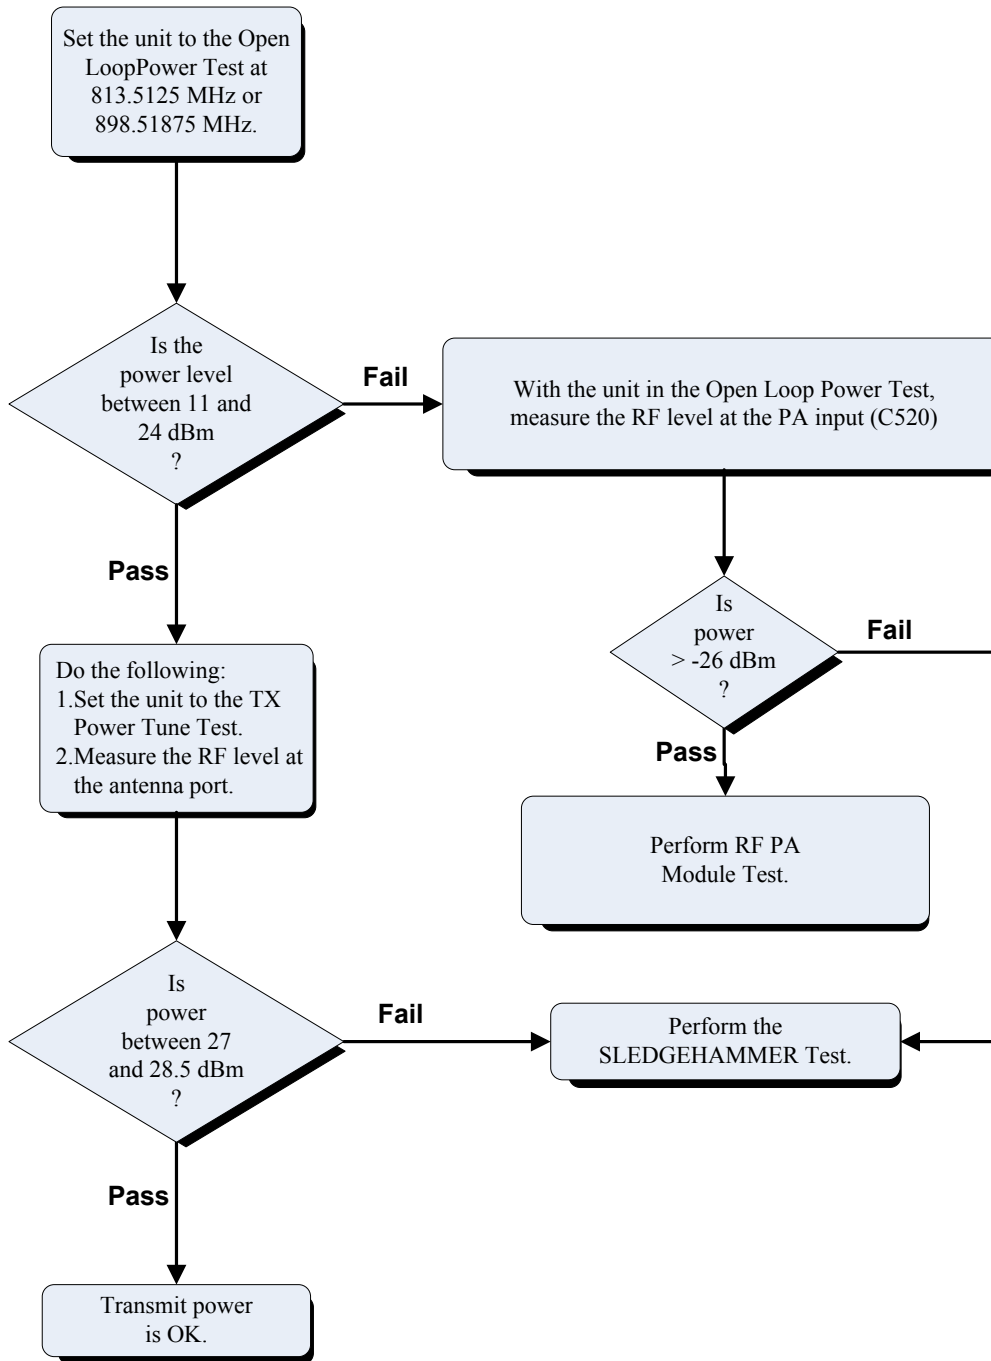 Set the unit to the Open
LoopPower Test at
813.5125 MHz or
898.51875 MHz.
Is the
power level
between 11 and
24 dBm
?
Fail
With the unit in the Open Loop Power Test,
measure the RF level at the PA input (C520)
Pass
Is
power
> -26 dBm
?
Fail
Do the following:
1.Set the unit to the TX
Power Tune Test.
2.Measure the RF level at
the antenna port.
Pass
Perform RF PA
Module Test.
Is
power
between 27
and 28.5 dBm
?
Fail
Perform the
SLEDGEHAMMER Test.
Pass
Transmit power
is OK.